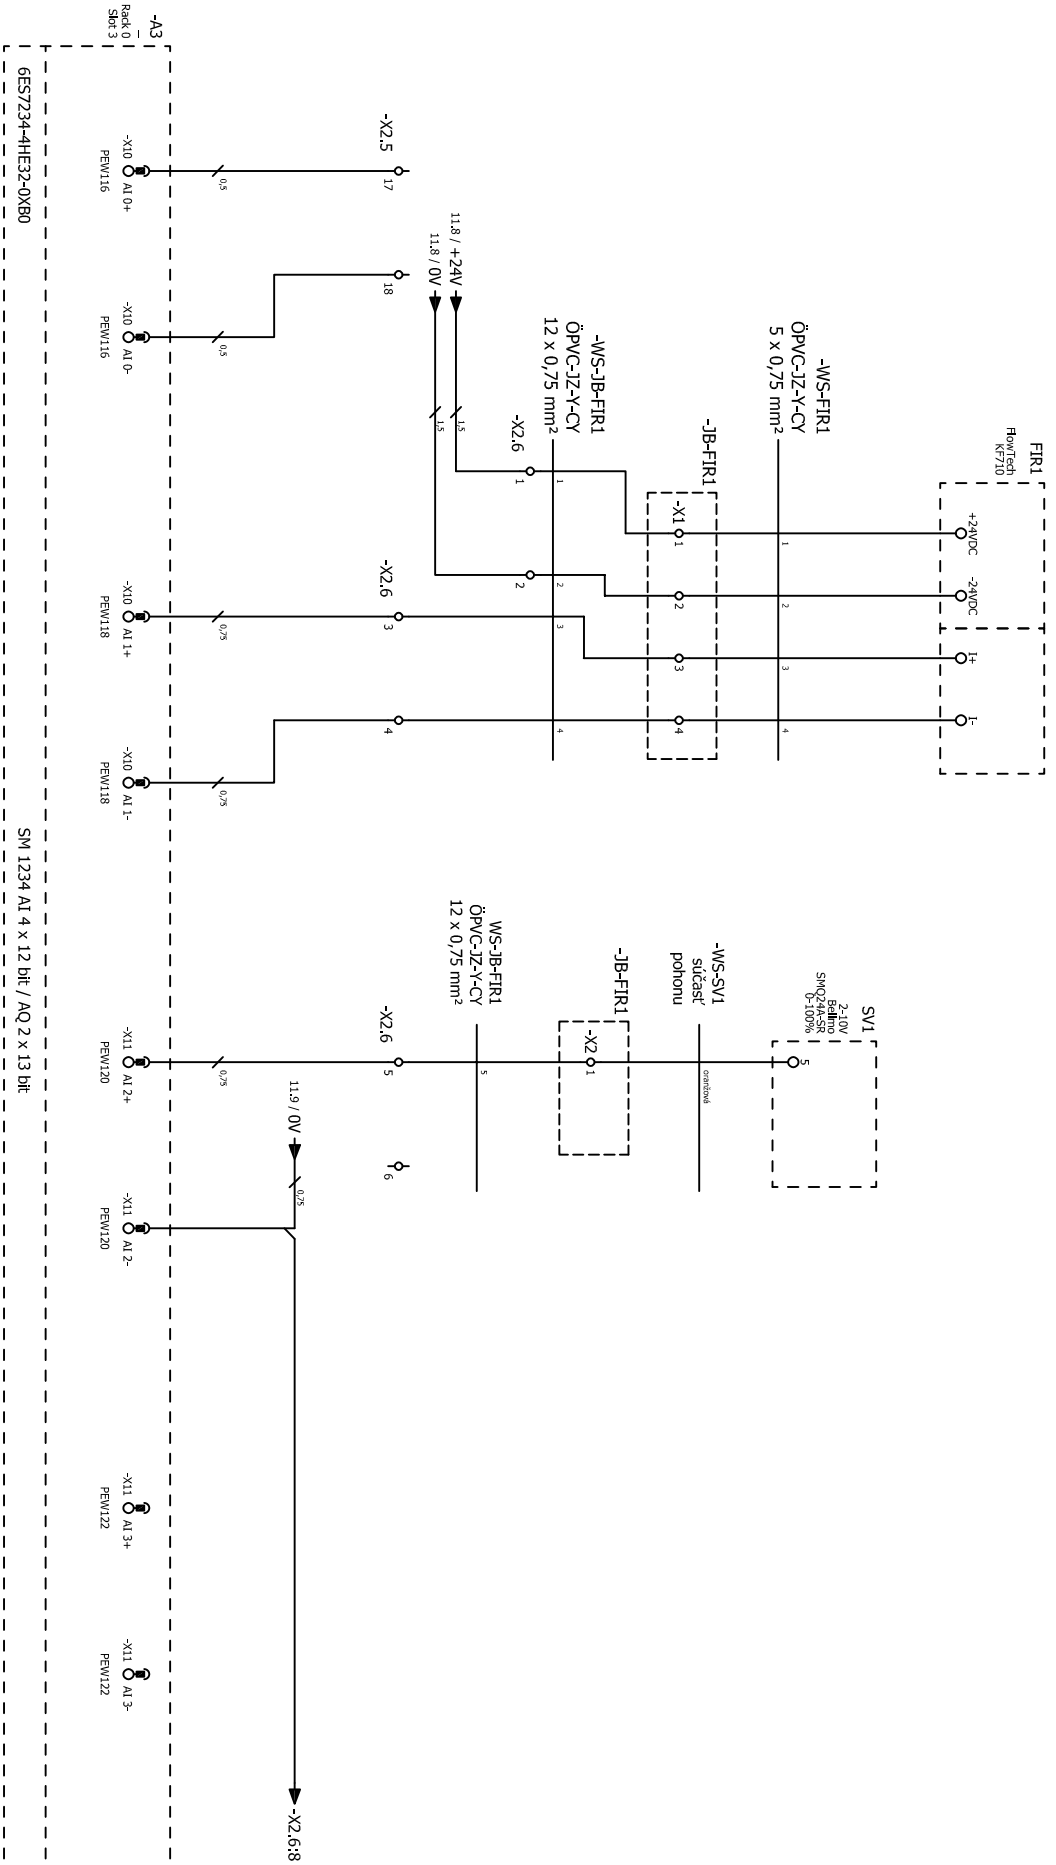 FIR1
FlowTech
KF710
+24VDC
-24VDC
I+
I-
-WS-FIR1
ÖPVC-JZ-Y-CY
5 x 0,75 mm²
1
2
3
4
-JB-FIR1
-X1
1
2
3
4
-WS-JB-FIR1
ÖPVC-JZ-Y-CY
12 x 0,75 mm²
1
2
3
4
-X2.6
1
2
11.8 / +24V
11.8 / 0V
1,5
1,5
-X2.5
17
18
-X2.6
3
4
SV1
2-10V
Bellimo
SMQ24A-SR
0-100%
5
-WS-SV1
súčasť
pohonu
oranžová
-JB-FIR1
-X2
1
WS-JB-FIR1
ÖPVC-JZ-Y-CY
12 x 0,75 mm²
5
-X2.6
5
6
11.9 / 0V
0,75
-X2.6:8
0,5
0,5
0,75
0,75
0,75
-A3
Rack 0
Slot 3
-X10
AI 0+
PEW116
-X10
AI 0-
PEW116
-X10
AI 1+
PEW118
-X10
AI 1-
PEW118
-X11
AI 2+
PEW120
-X11
AI 2-
PEW120
-X11
AI 3+
PEW122
-X11
AI 3-
PEW122
6ES7234-4HE32-0XB0
SM 1234 AI 4 x 12 bit / AQ 2 x 13 bit